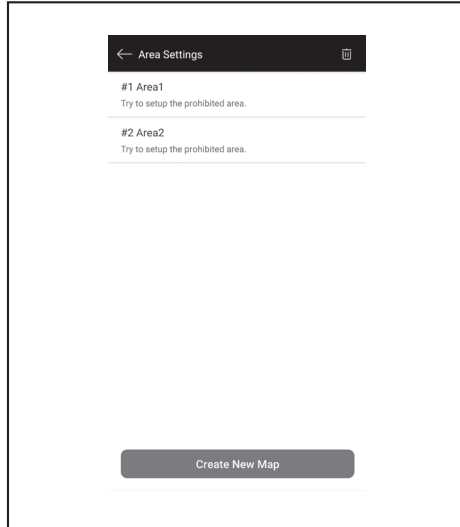 Area Settings
#1 Area1
Try to setup the prohibited area.
#2 Area2
Try to setup the prohibited area.
Create New Map